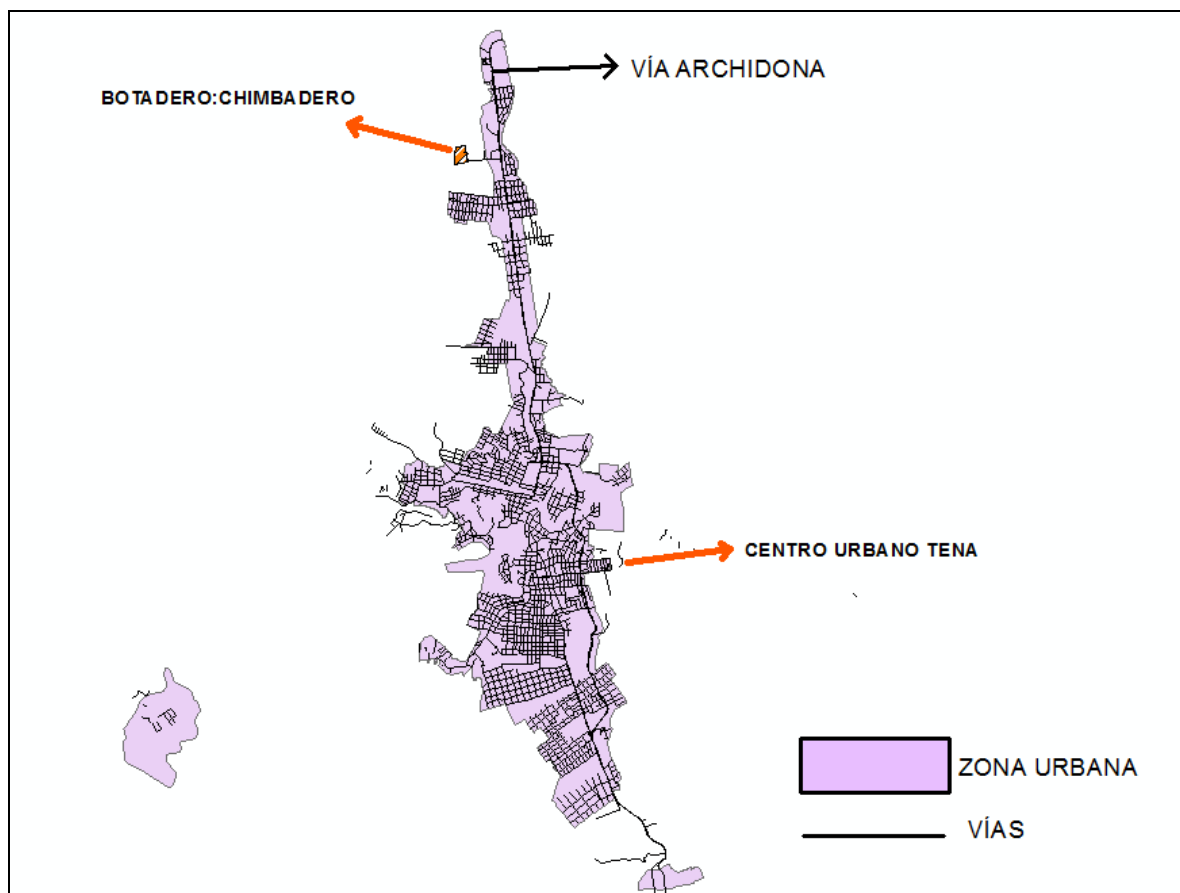 VÍA ARCHIDONA
BOTADERO:CHIMBADERO
CENTRO URBANO TENA
ZONA URBANA
VÍAS